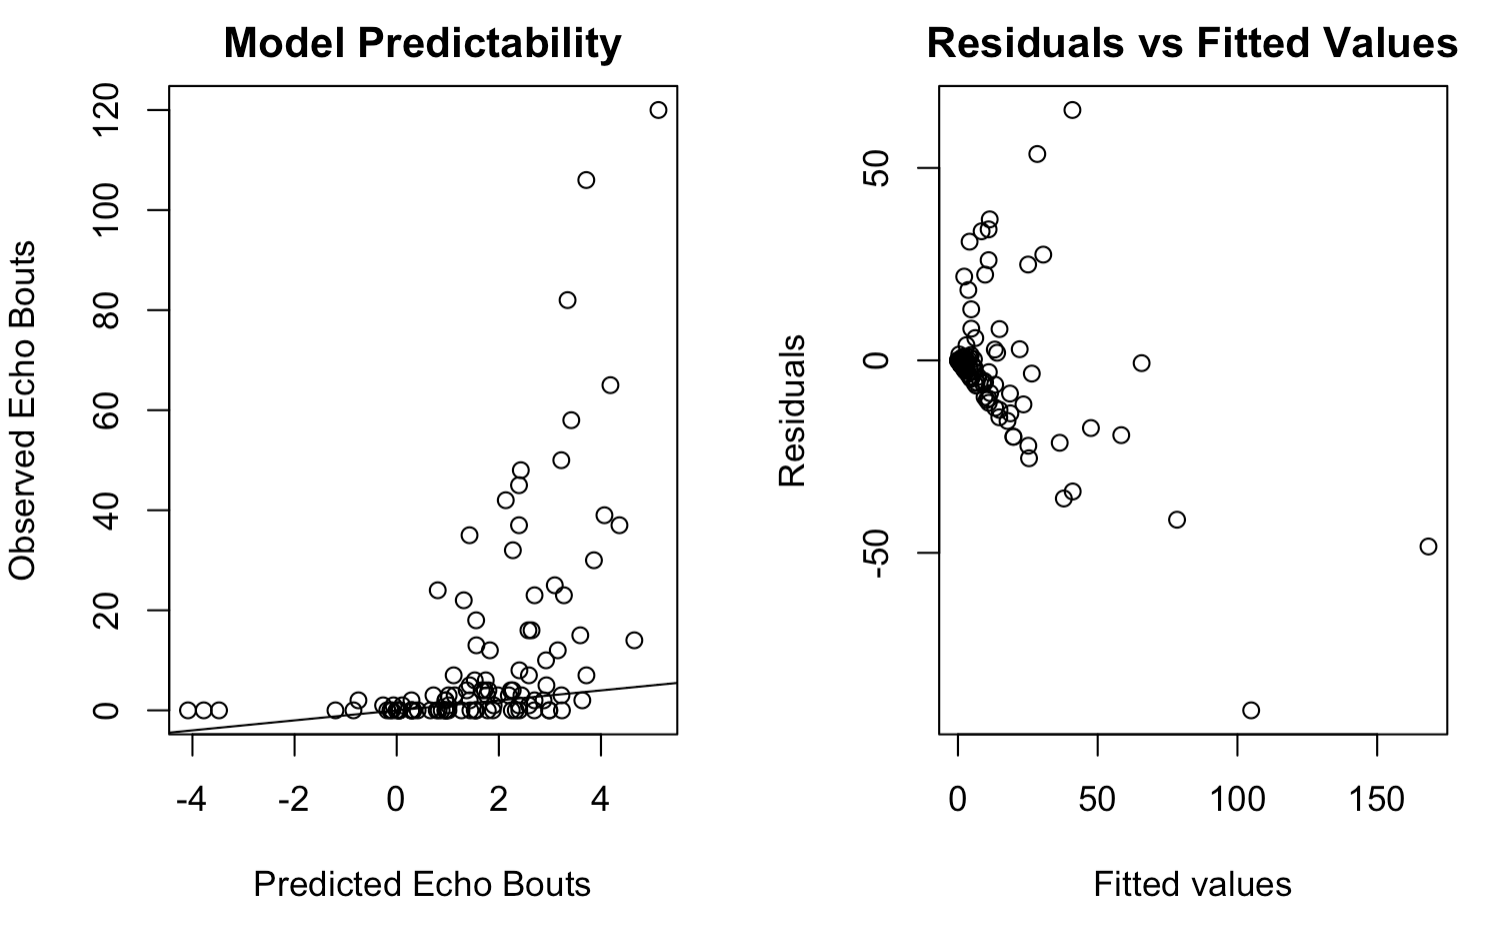 Model Predictability
Observed Echo Bouts
120
100
80
60
40
20
0
-4 -2 0 2 4
Predicted Echo Bouts
Residuals vs Fitted Values
Residuals
50
0
-50
0 50 100 150
Fitted values